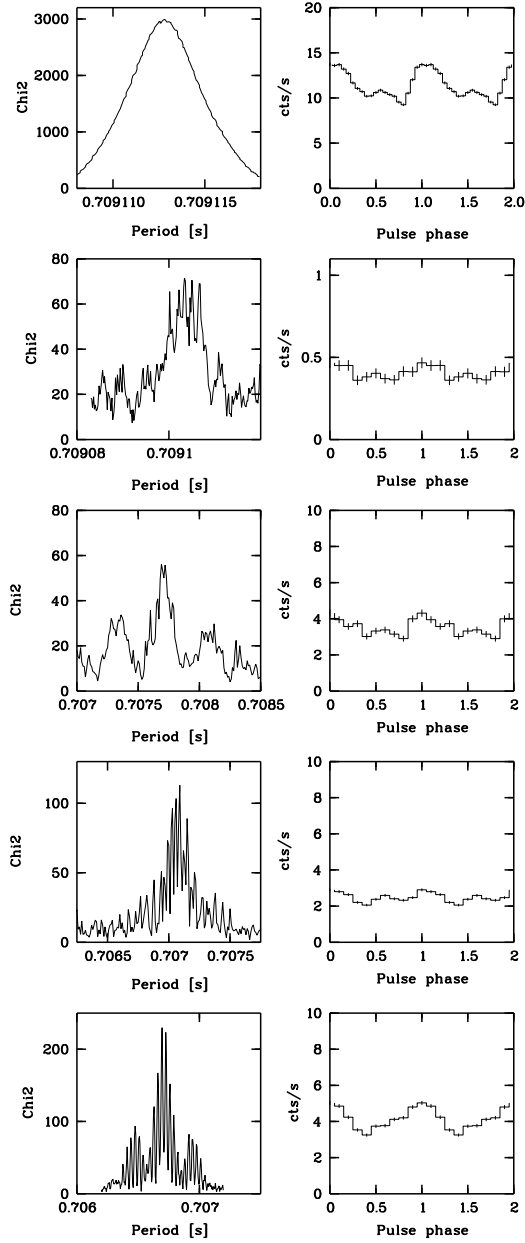 3000
2000
1000
0
Chi2
0.709110 0.709115
Period [s]
20
15
10
5
0
cts/s
0.0 0.5 1.0 1.5 2.0
Pulse phase
80
60
40
20
0
Chi2
0.70908 0.7091
Period [s]
1
0.5
0
cts/s
0 0.5 1 1.5 2
Pulse phase
80
60
40
20
0
Chi2
0.707 0.7075 0.708 0.7085
Period [s]
10
8
6
4
2
0
cts/s
0 0.5 1 1.5 2
Pulse phase
100
50
0
Chi2
0.7065 0.707 0.7075
Period [s]
10
8
6
4
2
0
cts/s
0 0.5 1 1.5 2
Pulse phase
200
100
0
Chi2
0.706 0.707
Period [s]
10
8
6
4
2
0
cts/s
0 0.5 1 1.5 2
Pulse phase